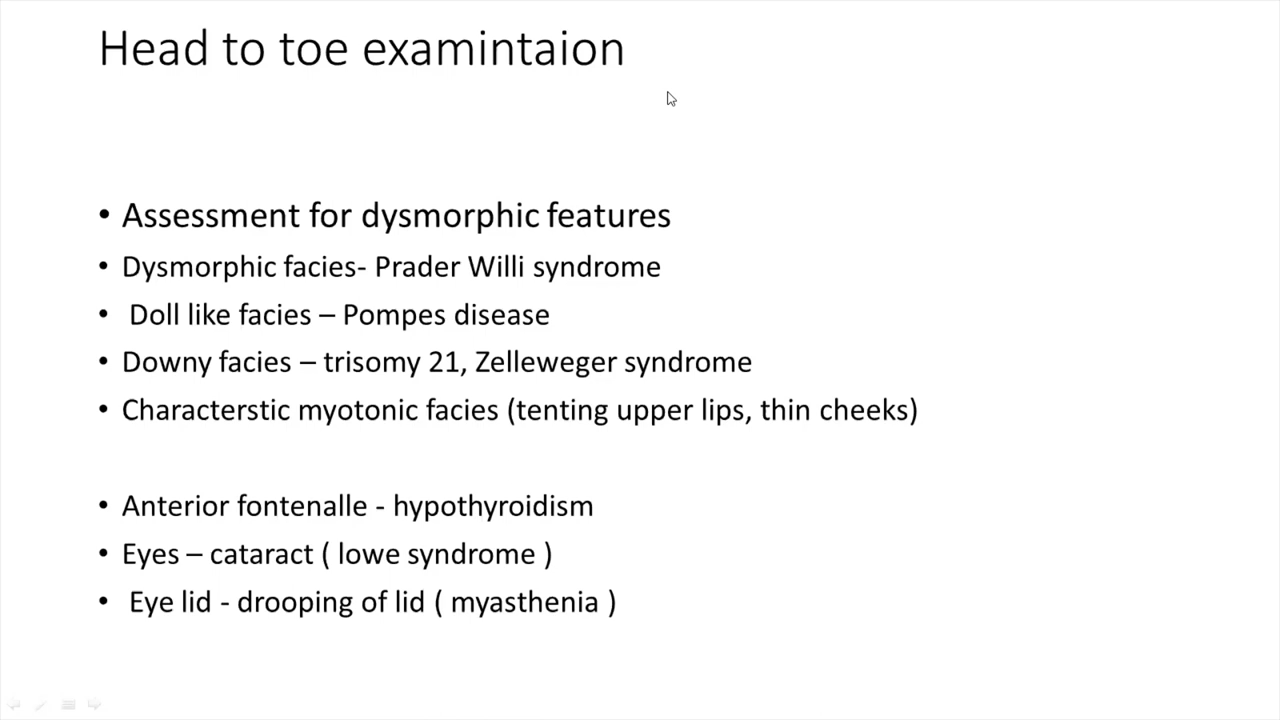 Head to toe examintaion
• Assessment for dysmorphic features
• Dysmorphic facies- Prader Willi syndrome
• Doll like facies – Pompes disease
• Downy facies – trisomy 21, Zelleweger syndrome
• Characterstic myotonic facies (tenting upper lips, thin cheeks)
• Anterior fontenalle - hypothyroidism
• Eyes – cataract ( lowe syndrome )
• Eye lid - drooping of lid ( myasthenia )